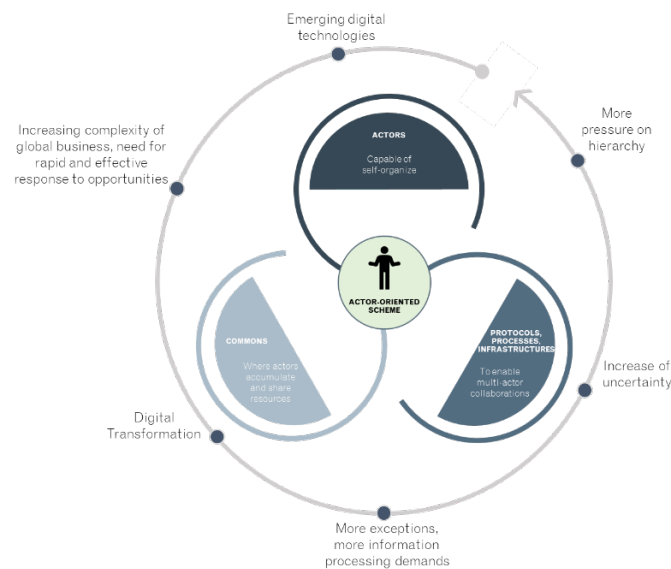 Emerging digital
technologies
More
pressure on
hierarchy
Increase of
uncertainty
More exceptions,
more information
processing demands
Digital
Transformation
Increasing complexity of
global business, need for
rapid and effective
response to opportunities
ACTORS
Capable of
self-organize
ACTOR-ORIENTED
SCHEME
COMMONS
Where actors
accumulate
and share
resources
PROTOCOLS,
PROCESSES,
INFRASTRUCTURES
To enable
multi-actor
collaborations